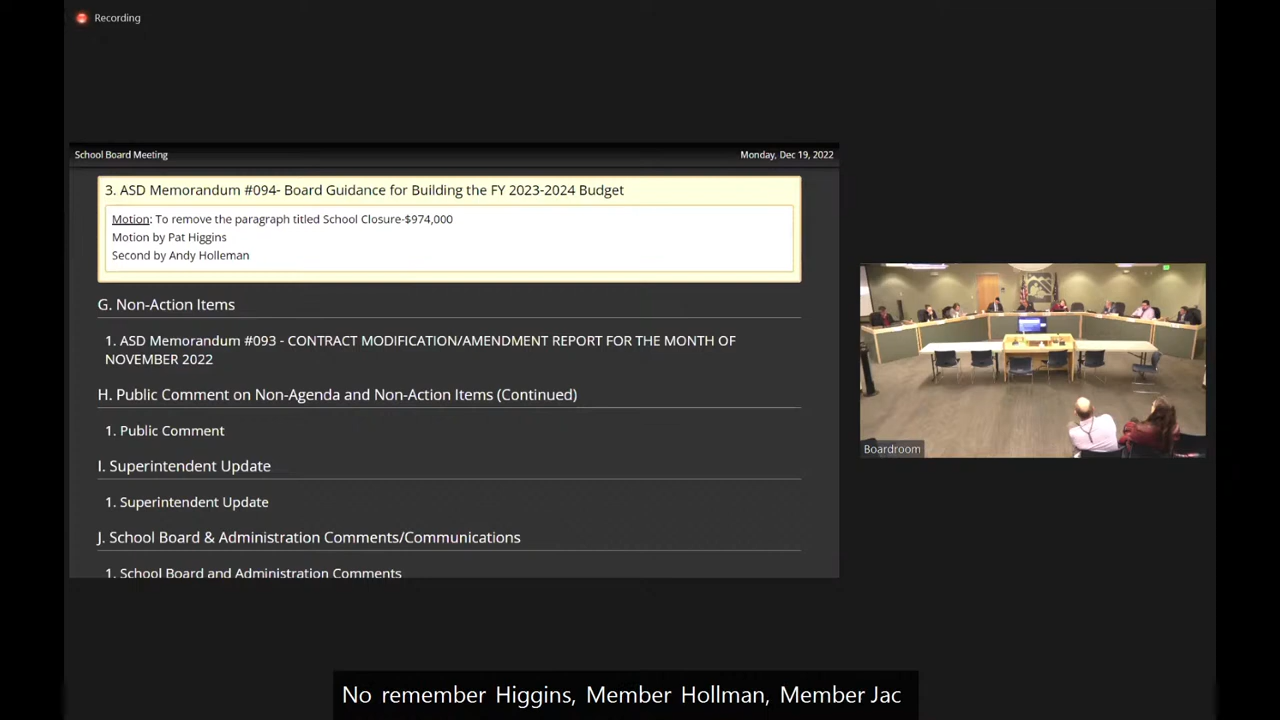 Recording
School Board Meeting
Monday, Dec 19, 2022
3. ASD Memorandum #094- Board Guidance for Building the FY 2023-2024 Budget
Motion: To remove the paragraph titled School Closure-$974,000
Motion by Pat Higgins
Second by Andy Holleman
G. Non-Action Items
1. ASD Memorandum #093 - CONTRACT MODIFICATION/AMENDMENT REPORT FOR THE MONTH OF
NOVEMBER 2022
H. Public Comment on Non-Agenda and Non-Action Items (Continued)
1. Public Comment
I. Superintendent Update
1. Superintendent Update
J. School Board & Administration Comments/Communications
1. School Board and Administration Comments
Boardroom
No remember Higgins, Member Hollman, Member Jac